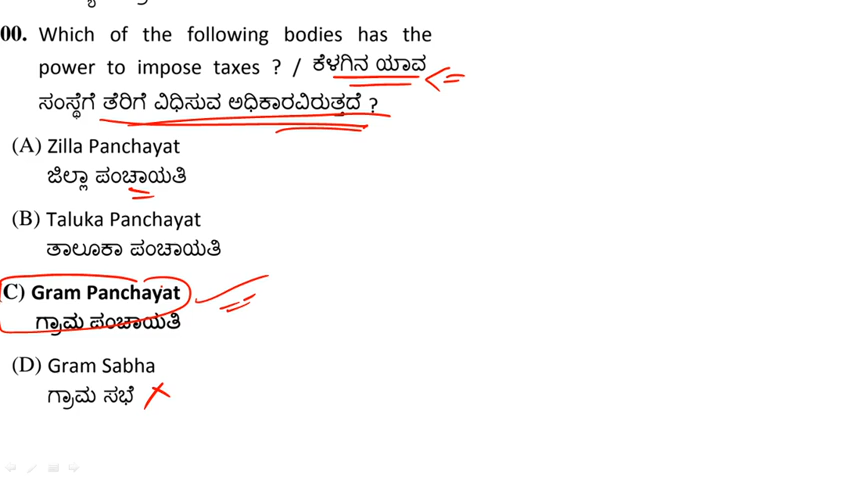 00. Which of the following bodies has the
power to impose taxes ? / ಕೆಳಗಿನ ಯಾವ
ಸಂಸ್ಥೆಗೆ ತೆರಿಗೆ ವಿಧಿಸುವ ಅಧಿಕಾರವಿರುತ್ತದೆ ?
(A) Zilla Panchayat
ಜಿಲ್ಲಾ ಪಂಚಾಯತಿ
(B) Taluka Panchayat
ತಾಲೂಕಾ ಪಂಚಾಯತಿ
C) Gram Panchayat
ಗ್ರಾಮ ಪಂಚಾಯತಿ
(D) Gram Sabha
ಗ್ರಾಮ ಸಭೆ